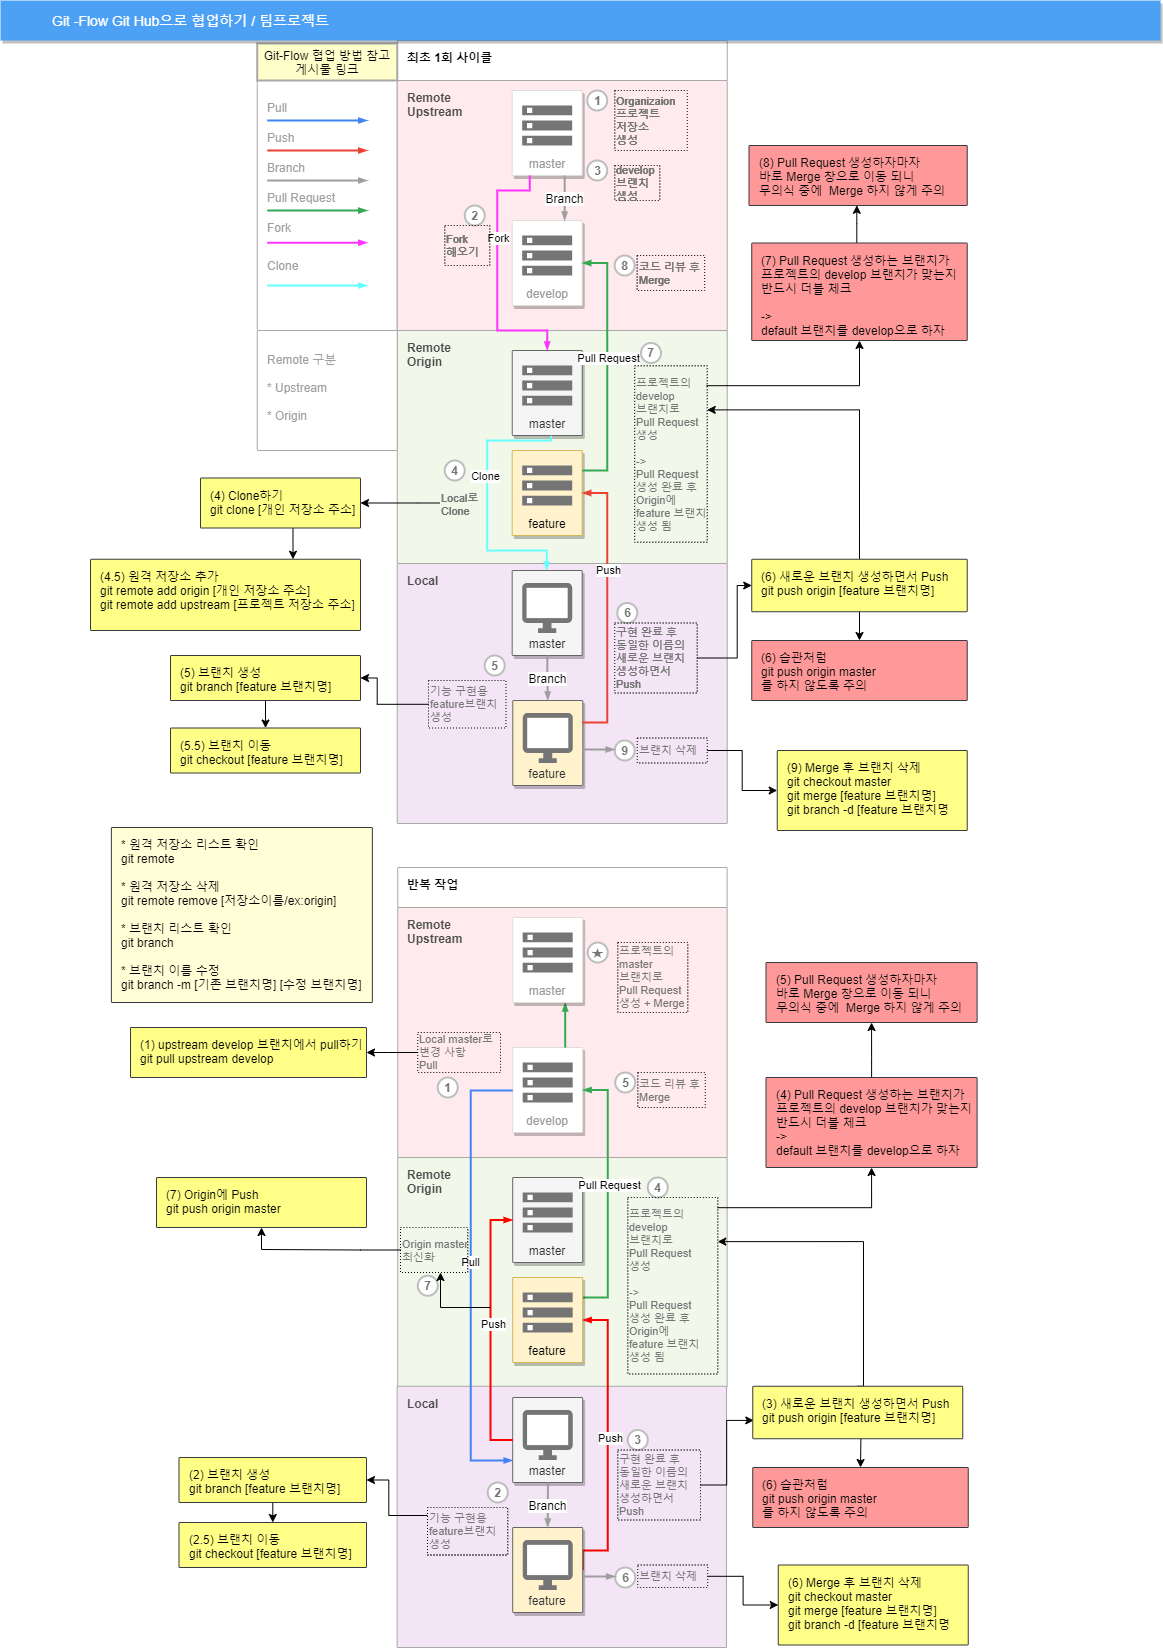 Git -Flow Git Hub으로 협업하기 / 팀프로젝트
Git-Flow 협업 방법 참고
게시물 링크
최초 1회 사이클
Pull
Push
Branch
Pull Request
Fork
Clone
Remote 구분
* Upstream
* Origin
Remote
Upstream
master
1
Organizaion
프로젝트
저장소
생성
3
develop
브랜치
생성
Branch
2
Fork
해오기
Fork
develop
8
코드 리뷰 후
Merge
(8) Pull Request 생성하자마자
바로 Merge 창으로 이동 되니
무의식 중에  Merge 하지 않게 주의
(7) Pull Request 생성하는 브랜치가
프로젝트의 develop 브랜치가 맞는지
반드시 더블 체크
->
default 브랜치를 develop으로 하자
Remote
Origin
master
Pull Request
7
프로젝트의
develop
브랜치로
Pull Request
생성
->
Pull Request
생성 완료 후
Origin에
feature 브랜치
생성 됨
4
Clone
Local로
Clone
feature
(4) Clone하기
git clone [개인 저장소 주소]
(4.5) 원격 저장소 추가
git remote add origin [개인 저장소 주소]
git remote add upstream [프로젝트 저장소 주소]
Local
Push
master
6
구현 완료 후
동일한 이름의
새로운 브랜치
생성하면서
Push
(6) 새로운 브랜치 생성하면서 Push
git push origin [feature 브랜치명]
(6) 습관처럼
git push origin master
를 하지 않도록 주의
5
Branch
기능 구현용
feature브랜치
생성
(5) 브랜치 생성
git branch [feature 브랜치명]
(5.5) 브랜치 이동
git checkout [feature 브랜치명]
feature
9
브랜치 삭제
(9) Merge 후 브랜치 삭제
git checkout master
git merge [feature 브랜치명]
git branch -d [feature 브랜치명
* 원격 저장소 리스트 확인
git remote
* 원격 저장소 삭제
git remote remove [저장소이름/ex:origin]
* 브랜치 리스트 확인
git branch
* 브랜치 이름 수정
git branch -m [기존 브랜치명] [수정 브랜치명]
반복 작업
Remote
Upstream
master
★
프로젝트의
master
브랜치로
Pull Request
생성 + Merge
(1) upstream develop 브랜치에서 pull하기
git pull upstream develop
Local master로
변경 사항
Pull
1
develop
5
코드 리뷰 후
Merge
(5) Pull Request 생성하자마자
바로 Merge 창으로 이동 되니
무의식 중에  Merge 하지 않게 주의
(4) Pull Request 생성하는 브랜치가
프로젝트의 develop 브랜치가 맞는지
반드시 더블 체크
->
default 브랜치를 develop으로 하자
Remote
Origin
master
Pull Request
4
프로젝트의
develop
브랜치로
Pull Request
생성
->
Pull Request
생성 완료 후
Origin에
feature 브랜치
생성 됨
(7) Origin에 Push
git push origin master
Origin master
최신화
7
Pull
Push
feature
Local
master
Push
3
구현 완료 후
동일한 이름의
새로운 브랜치
생성하면서
Push
(3) 새로운 브랜치 생성하면서 Push
git push origin [feature 브랜치명]
(6) 습관처럼
git push origin master
를 하지 않도록 주의
(2) 브랜치 생성
git branch [feature 브랜치명]
(2.5) 브랜치 이동
git checkout [feature 브랜치명]
2
Branch
기능 구현용
feature브랜치
생성
feature
6
브랜치 삭제
(6) Merge 후 브랜치 삭제
git checkout master
git merge [feature 브랜치명]
git branch -d [feature 브랜치명